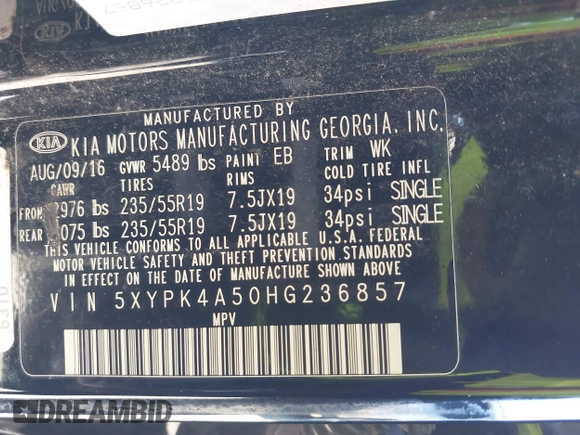 MANUFACTURED BY
KIA KIA MOTORS MANUFACTURING GEORGIA, INC.
AUG/09/16 GVWR 5489 lbs PAINT EB TRIM WK
GAWR TIRES RIMS COLD TIRE INFL
FRONT 2976 lbs 235/55R19 7.5JX19 34psi SINGLE
REAR 3075 lbs 235/55R19 7.5JX19 34psi SINGLE
THIS VEHICLE CONFORMS TO ALL APPLICABLE U.S.A. FEDERAL
MOTOR VEHICLE SAFETY AND THEFT PREVENTION STANDARDS
IN EFFECT ON THE DATE OF MANUFACTURE SHOWN ABOVE.
VIN 5XYPK4A50HG236857
MPV
DREAMBID